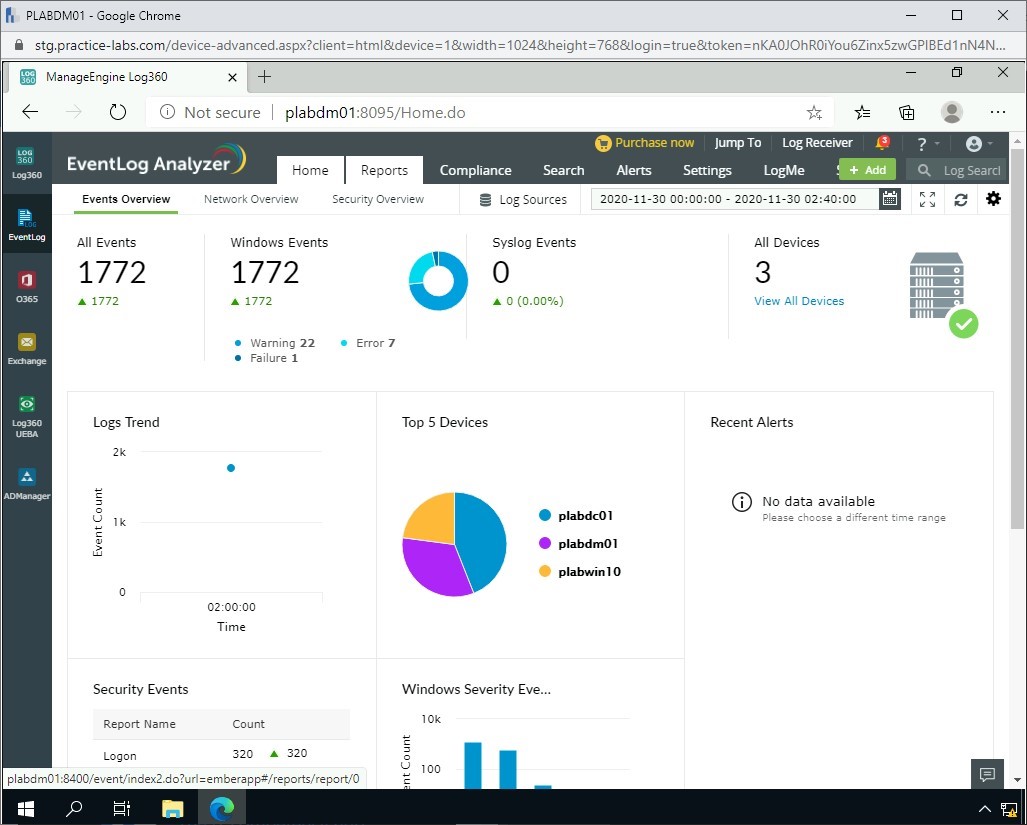 PLABDM01 - Google Chrome
stg.practice-labs.com/device-advanced.aspx?client=html&device=1&width=1024&height=768&login=true&token=nKA0JOhR0iYou6Zinx5zwGPIBEd1nN4N...
LOG 360 ManageEngine Log360
Not secure plabdm01:8095/Home.do
LOG 360
Log360
EventLog
O365
Exchange
Log360 UEBA
ADManager
EventLog Analyzer
Purchase now Jump To Log Receiver ?
Home Reports Compliance Search Alerts Settings LogMe + Add Log Searcl
Events Overview Network Overview Security Overview Log Sources 2020-11-30 00:00:00 - 2020-11-30 02:40:00
All Events
1772
1772
Windows Events
1772
1772
Warning 22 Error 7
Failure 1
Syslog Events
0
0 (0.00%)
All Devices
3
View All Devices
Logs Trend
2k
1k
0
Event Count
02:00:00
Time
Top 5 Devices
plabdc01
plabdm01
plabwin10
Recent Alerts
No data available
Please choose a different time range
Security Events
Report Name Count
Logon 320 320
Windows Severity Eve...
10k
100
ent Count
plabdm01:8400/event/index2.do?url=emberapp#/reports/report/0